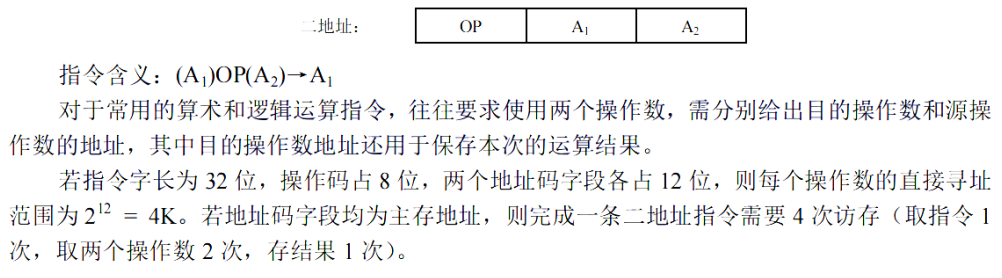 二地址： OP A₁ A₂
指令含义：(A₁)OP(A₂)→A₁
对于常用的算术和逻辑运算指令，往往要求使用两个操作数，需分别给出目的操作数和源操
作数的地址，其中目的操作数地址还用于保存本次的运算结果。
若指令字长为 32 位，操作码占 8 位，两个地址码字段各占 12 位，则每个操作数的直接寻址
范围为 2¹² = 4K。若地址码字段均为主存地址，则完成一条二地址指令需要 4 次访存（取指令 1
次，取两个操作数 2 次，存结果 1 次）。